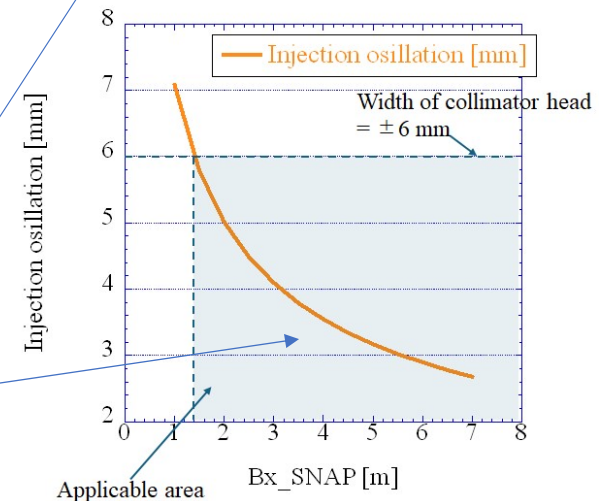 8
Injection osillation [mm]
7
Width of collimator head
= ±6 mm
6
5
4
3
2
Injection osillation [mm]
0 1 2 3 4 5 6 7 8
Bx_SNAP [m]
Applicable area